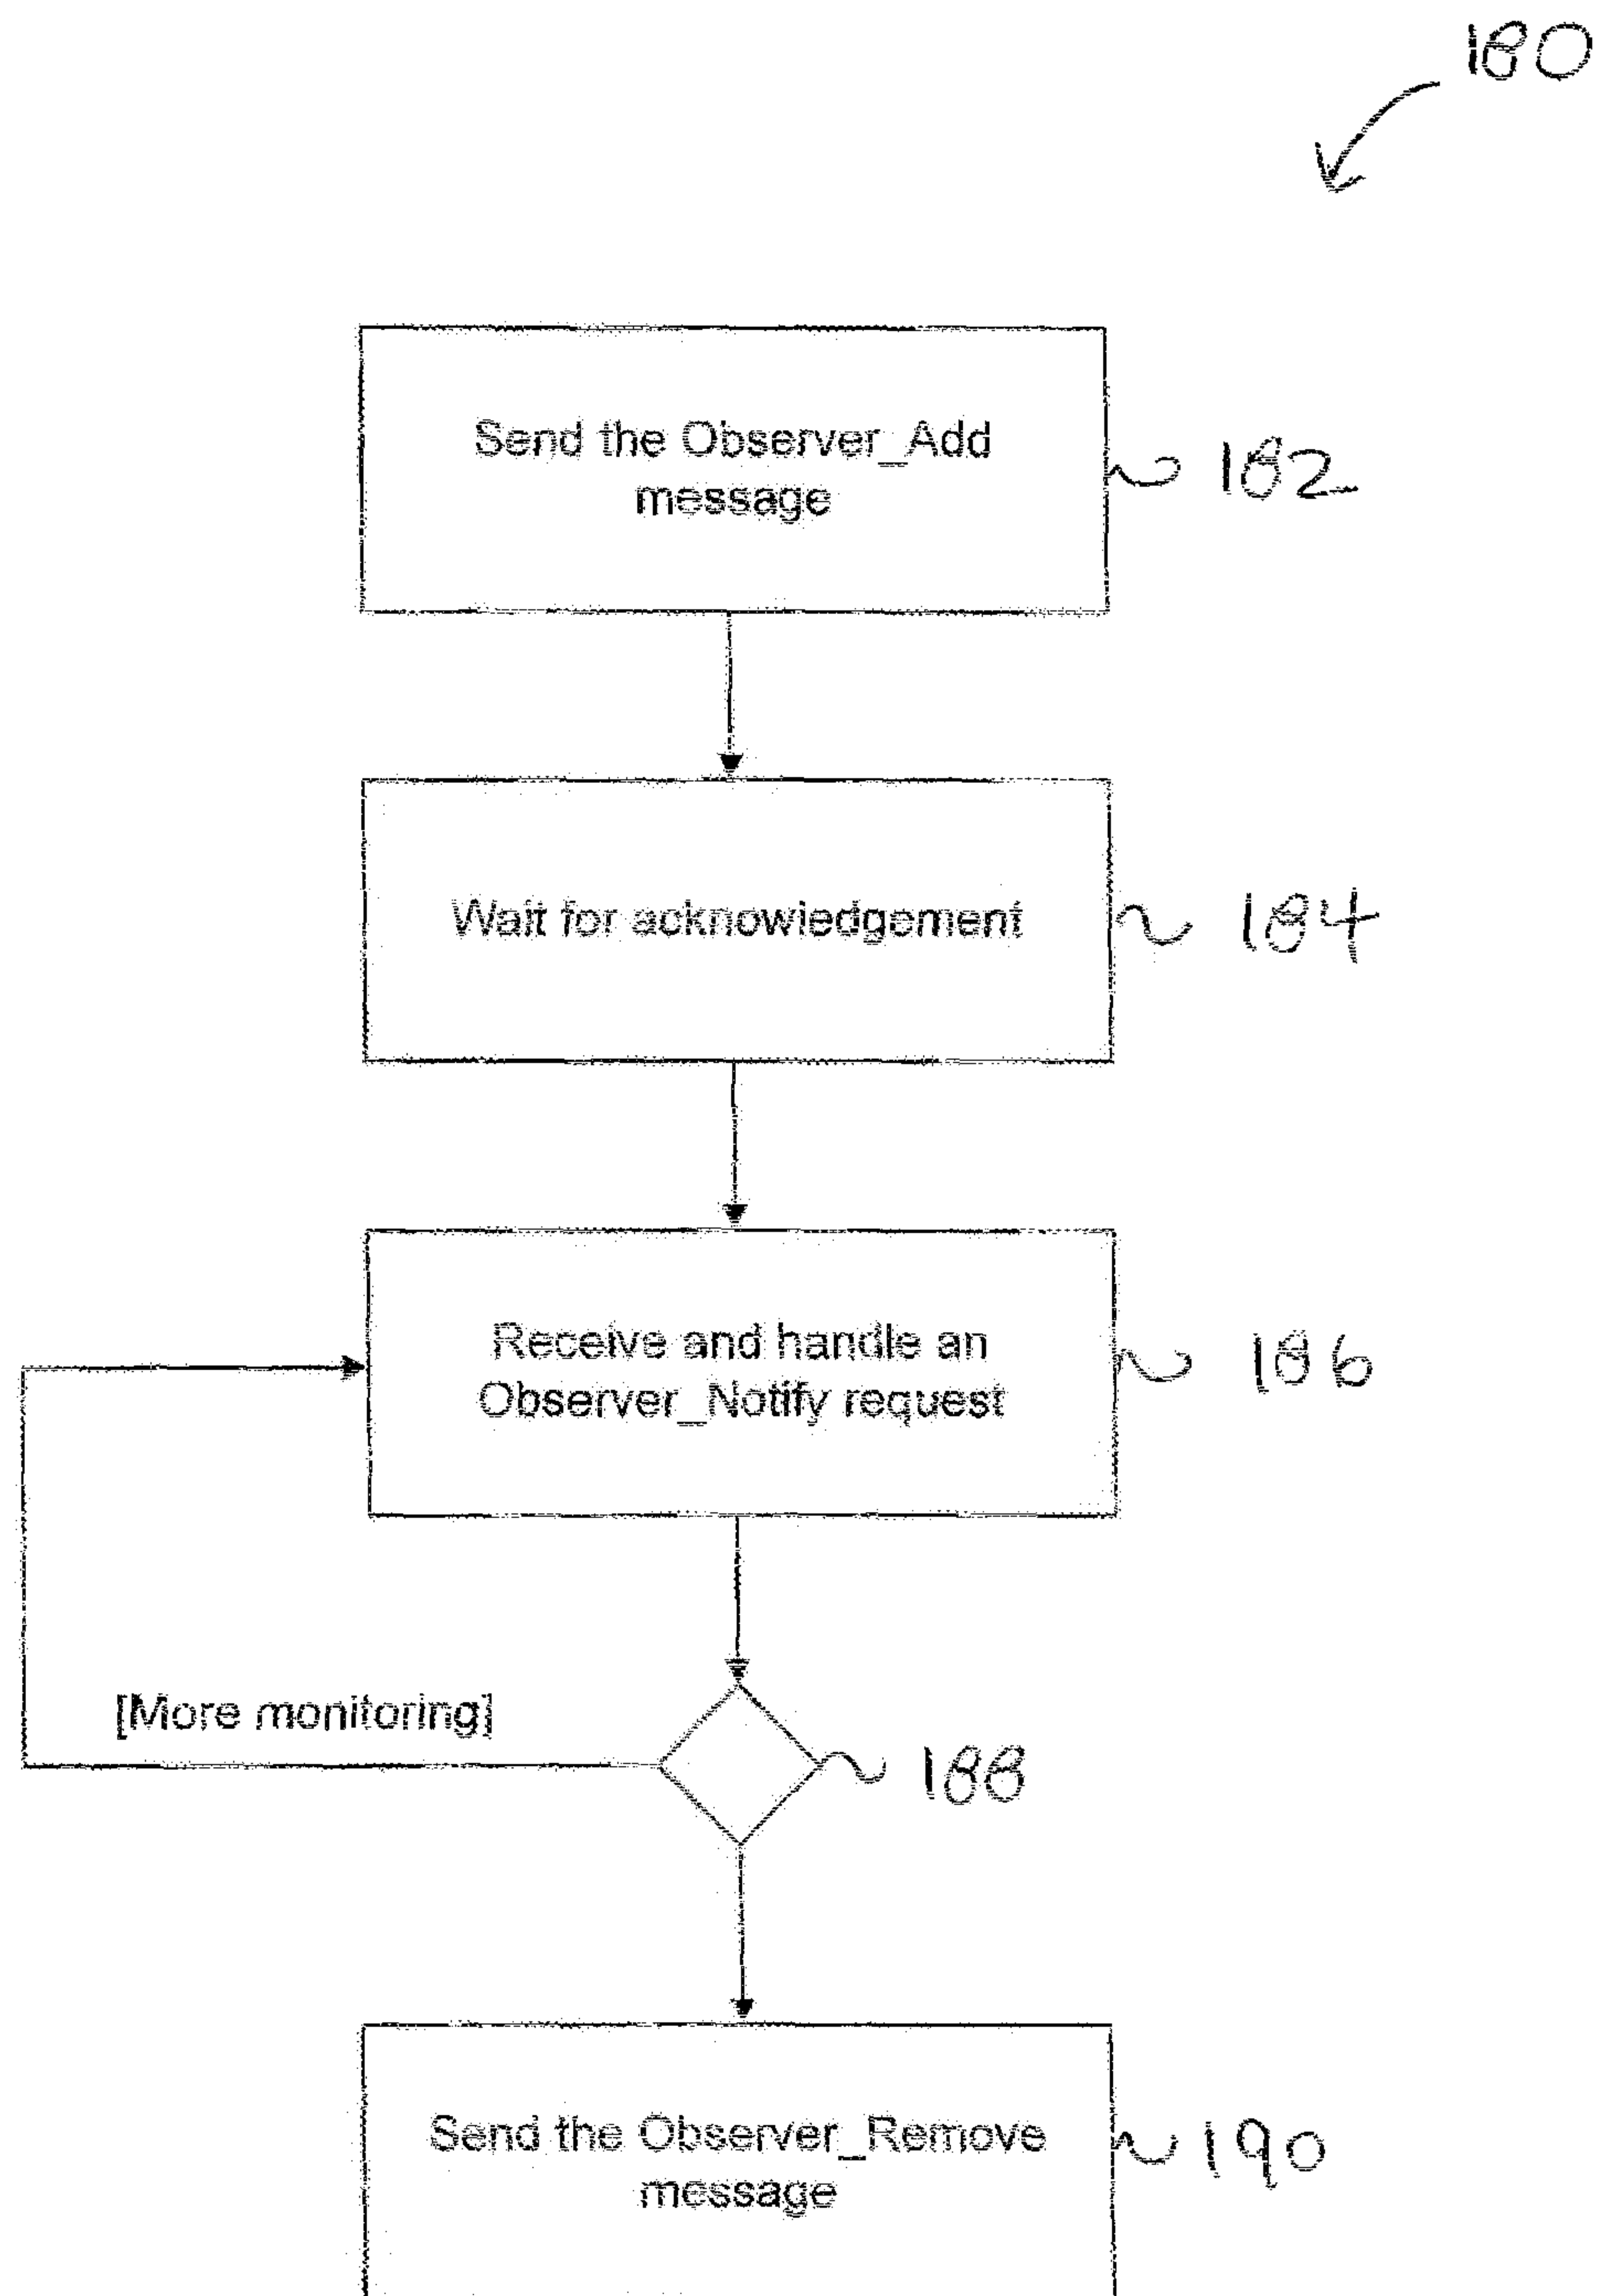 180
Send the Observer_Add
message
182
Wait for acknowledgement
184
Receive and handle an
Observer_Notify request
186
[More monitoring]
188
Send the Observer_Remove
message
190